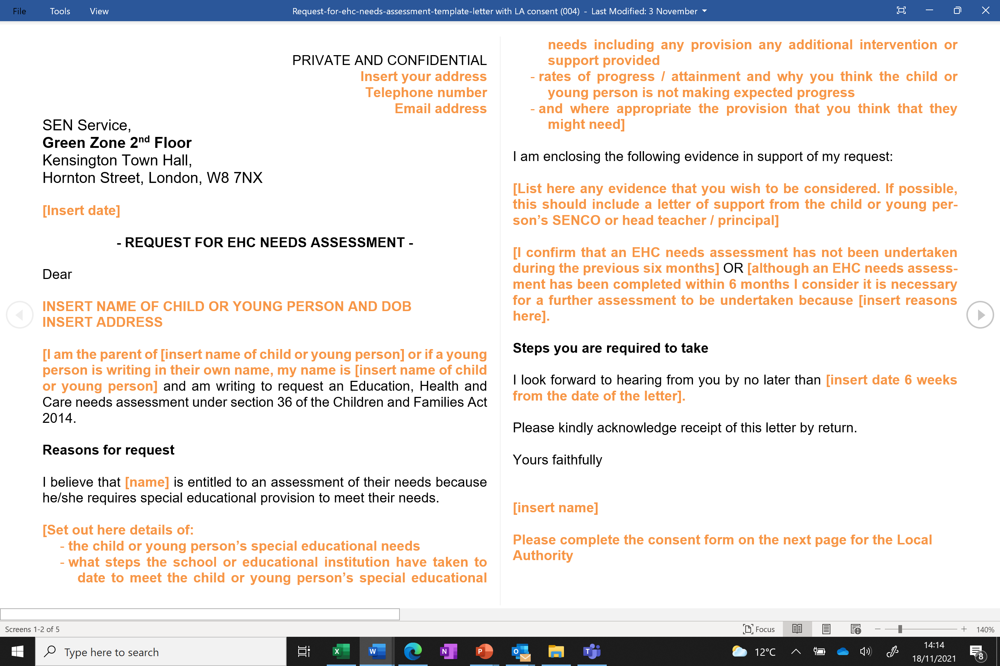 File Tools View Request-for-ehc-needs-assessment-template-letter with LA consent (004) - Last Modified: 3 November
PRIVATE AND CONFIDENTIAL
Insert your address
Telephone number
Email address
SEN Service,
Green Zone 2nd Floor
Kensington Town Hall,
Hornton Street, London, W8 7NX
[Insert date]
- REQUEST FOR EHC NEEDS ASSESSMENT -
Dear
INSERT NAME OF CHILD OR YOUNG PERSON AND DOB
INSERT ADDRESS
[I am the parent of [insert name of child or young person] or if a young
person is writing in their own name, my name is [insert name of child
or young person] and am writing to request an Education, Health and
Care needs assessment under section 36 of the Children and Families Act
2014.
Reasons for request
I believe that [name] is entitled to an assessment of their needs because
he/she requires special educational provision to meet their needs.
[Set out here details of:
- the child or young person’s special educational needs
- what steps the school or educational institution have taken to
date to meet the child or young person’s special educational
needs including any provision any additional intervention or
support provided
- rates of progress / attainment and why you think the child or
young person is not making expected progress
- and where appropriate the provision that you think that they
might need]
I am enclosing the following evidence in support of my request:
[List here any evidence that you wish to be considered. If possible,
this should include a letter of support from the child or young per-
son’s SENCO or head teacher / principal]
[I confirm that an EHC needs assessment has not been undertaken
during the previous six months] OR [although an EHC needs assess-
ment has been completed within 6 months I consider it is necessary
for a further assessment to be undertaken because [insert reasons
here].
Steps you are required to take
I look forward to hearing from you by no later than [insert date 6 weeks
from the date of the letter].
Please kindly acknowledge receipt of this letter by return.
Yours faithfully
[insert name]
Please complete the consent form on the next page for the Local
Authority
Screens 1-2 of 5 Focus 140%
Type here to search 12°C 14:14
18/11/2021 8